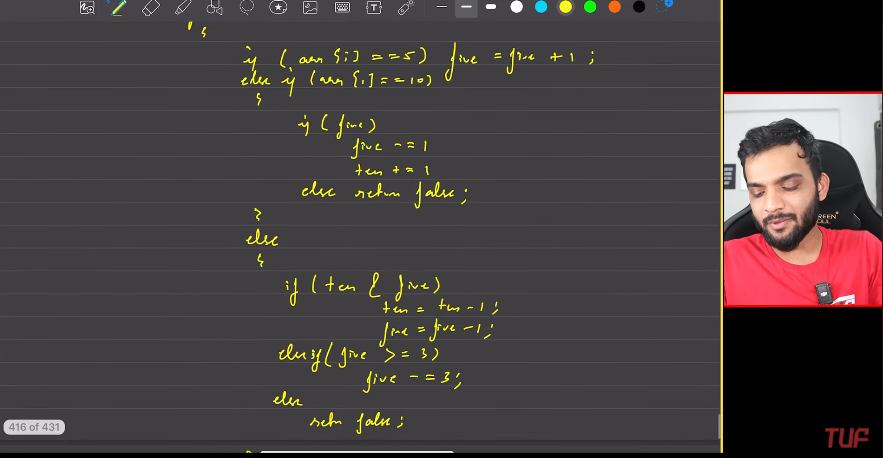 {
if (arr[i] == 5) five = five + 1;
else if (arr[i] == 10)
{
if (five)
five -= 1
ten += 1
else return false;
}
else
{
if (ten & five)
ten = ten - 1;
five = five - 1;
else if (five >= 3)
five -= 3;
else
retn false;
416 of 431
TUF